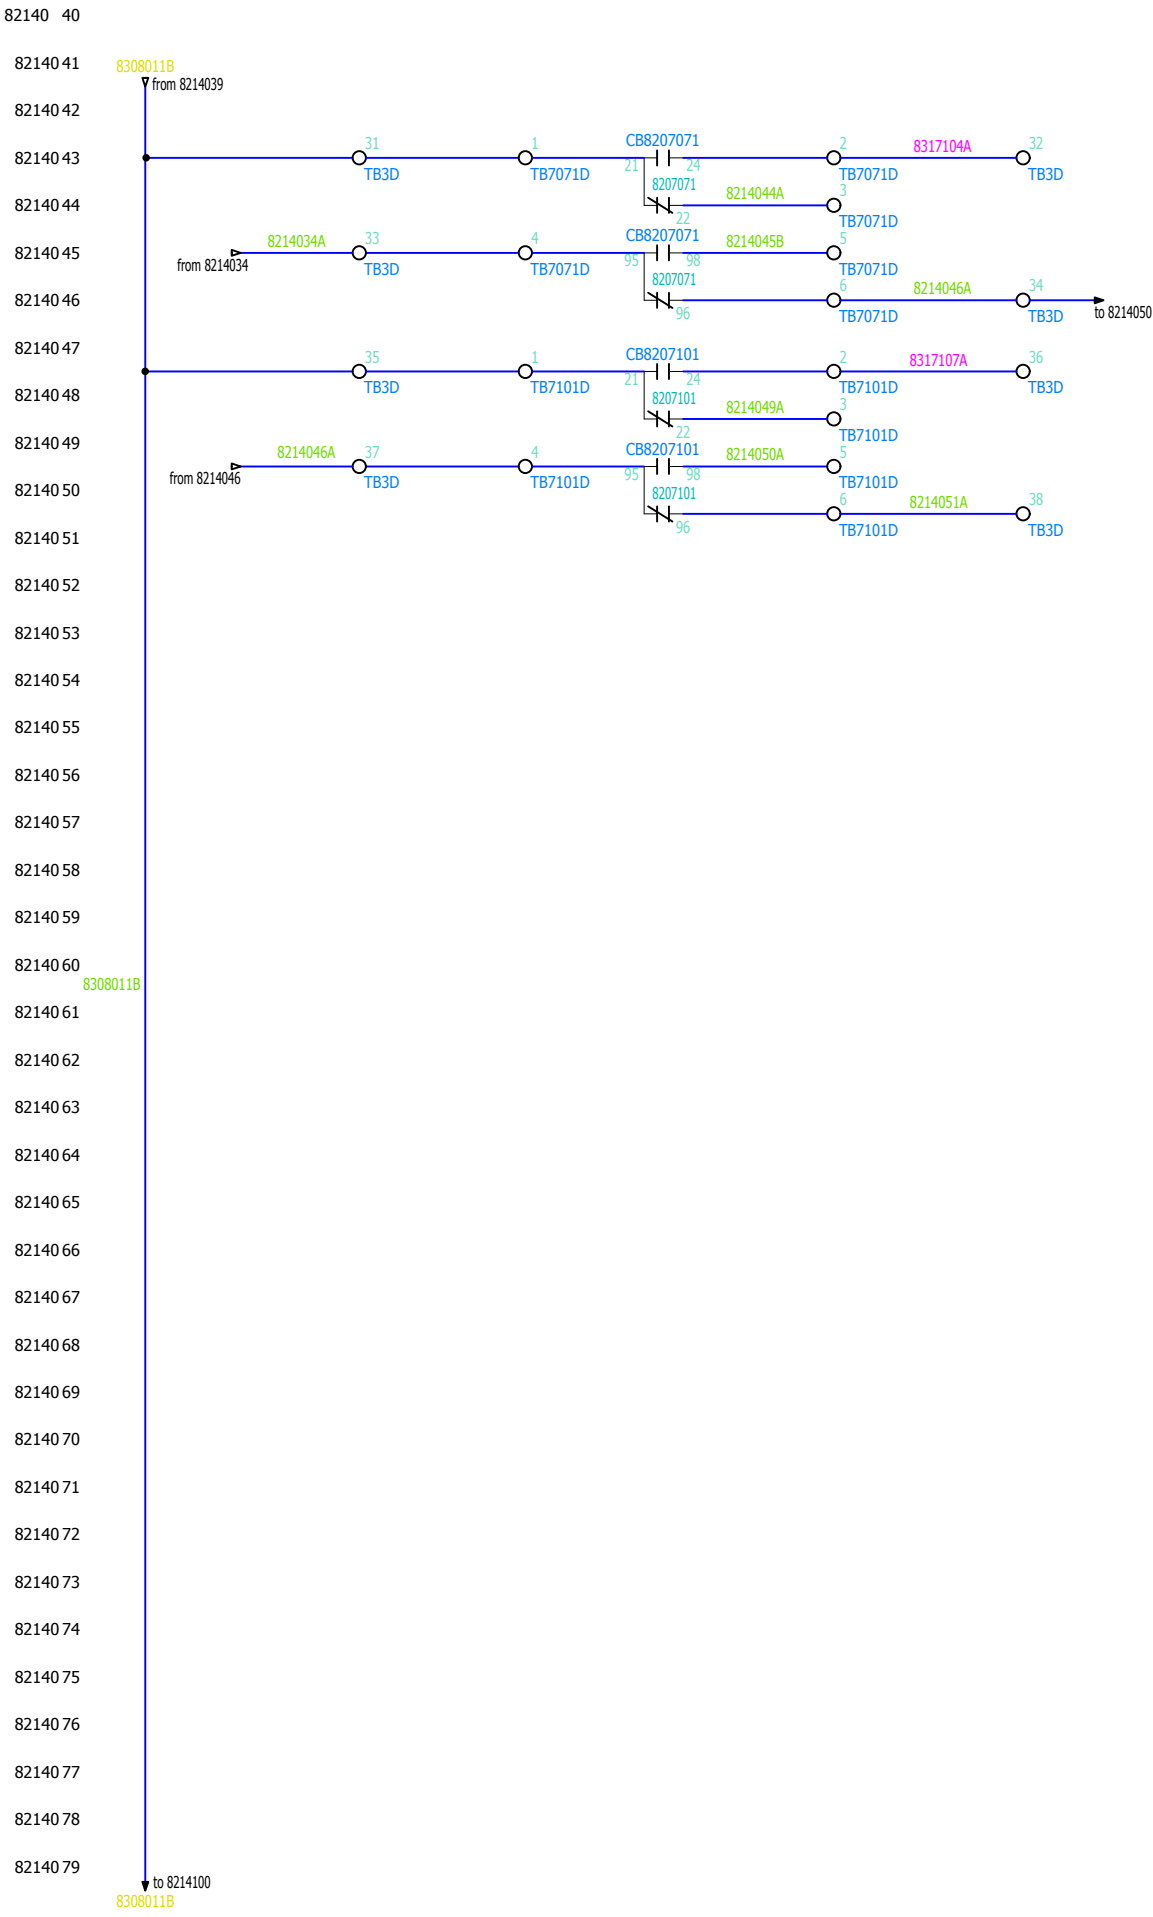 82140 40
82140 41
8308011B
from 8214039
82140 42
82140 43
31
TB3D
1
TB7071D
CB8207071
21
24
2
TB7071D
8317104A
32
TB3D
82140 44
8207071
22
8214044A
3
TB7071D
82140 45
from 8214034
8214034A
33
TB3D
4
TB7071D
CB8207071
95
98
8214045B
5
TB7071D
82140 46
8207071
96
6
TB7071D
8214046A
34
TB3D
to 8214050
82140 47
35
TB3D
1
TB7101D
CB8207101
21
24
2
TB7101D
8317107A
36
TB3D
82140 48
8207101
22
8214049A
3
TB7101D
82140 49
from 8214046
8214046A
37
TB3D
4
TB7101D
CB8207101
95
98
8214050A
5
TB7101D
82140 50
8207101
96
6
TB7101D
8214051A
38
TB3D
82140 51
82140 52
82140 53
82140 54
82140 55
82140 56
82140 57
82140 58
82140 59
82140 60
8308011B
82140 61
82140 62
82140 63
82140 64
82140 65
82140 66
82140 67
82140 68
82140 69
82140 70
82140 71
82140 72
82140 73
82140 74
82140 75
82140 76
82140 77
82140 78
82140 79
to 8214100
8308011B